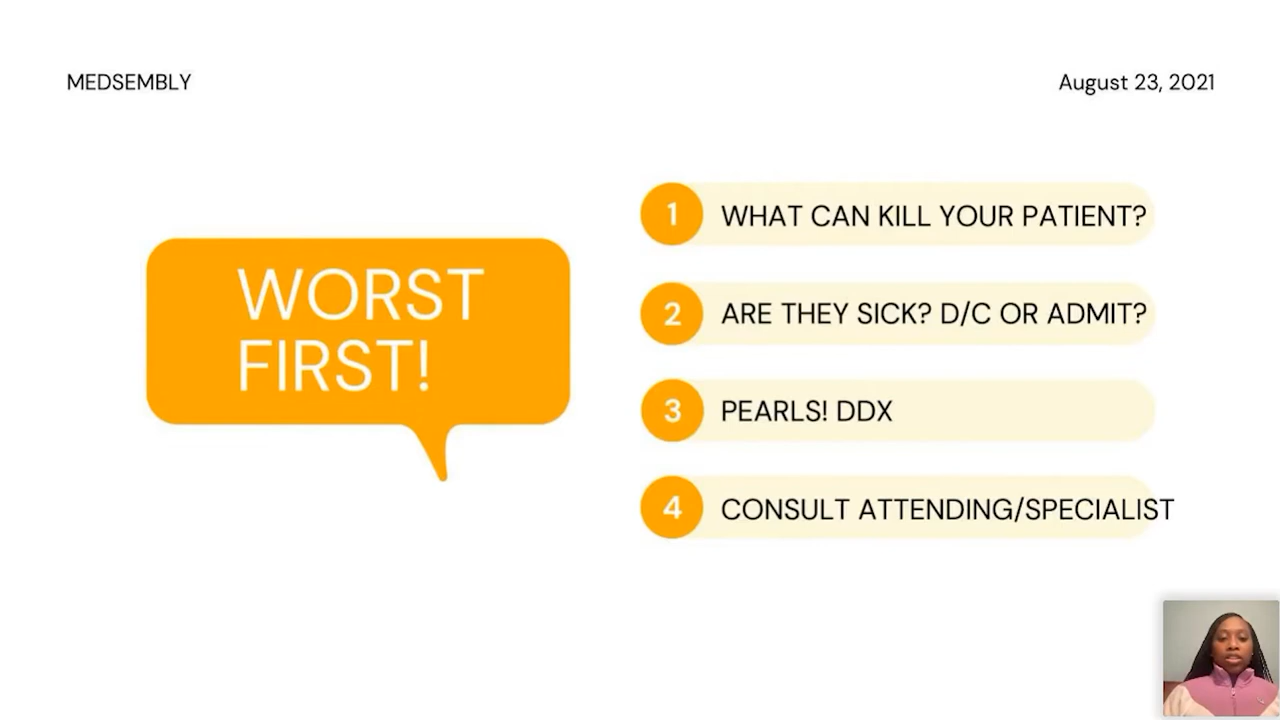 MEDSEMBLY
August 23, 2021
WORST
FIRST!
1 WHAT CAN KILL YOUR PATIENT?
2 ARE THEY SICK? D/C OR ADMIT?
3 PEARLS! DDX
4 CONSULT ATTENDING/SPECIALIST